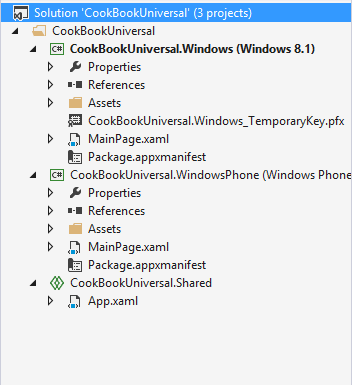 Solution 'CookBookUniversal' (3 projects)
CookBookUniversal
C# CookBookUniversal.Windows (Windows 8.1)
Properties
References
Assets
CookBookUniversal.Windows_TemporaryKey.pfx
MainPage.xaml
Package.appxmanifest
C# CookBookUniversal.WindowsPhone (Windows Phone
Properties
References
Assets
MainPage.xaml
Package.appxmanifest
CookBookUniversal.Shared
App.xaml